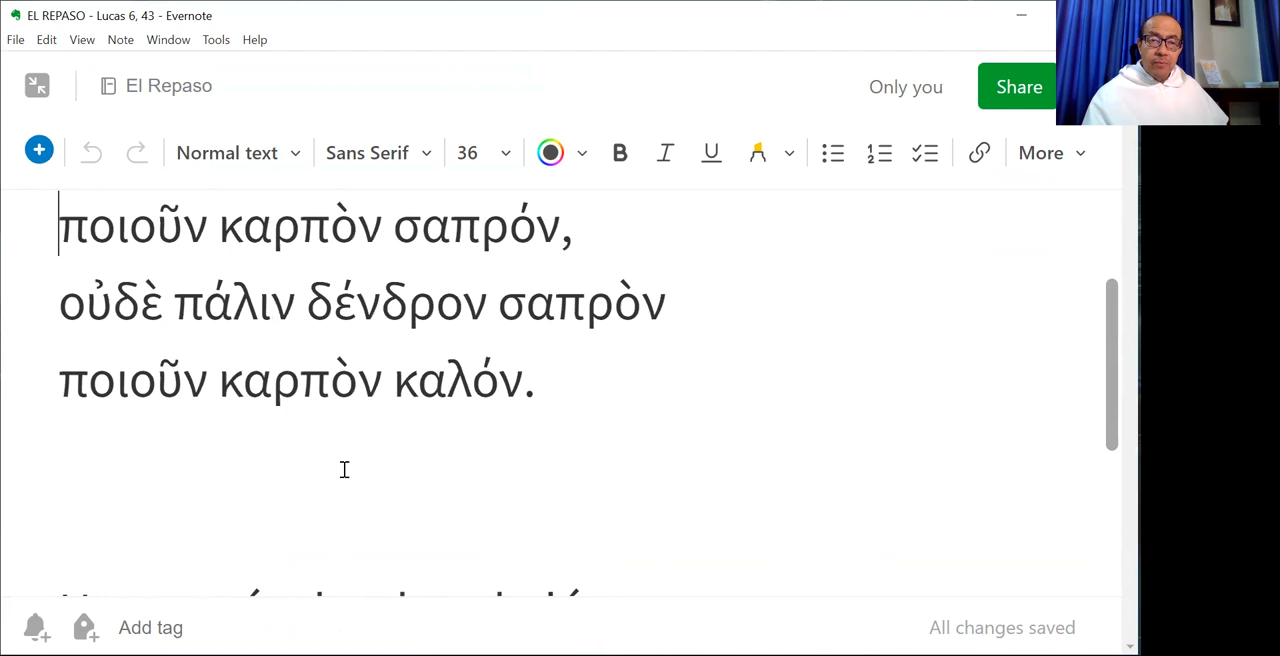 EL REPASO - Lucas 6, 43 - Evernote
File Edit View Note Window Tools Help
El Repaso
Only you
Share
Normal text
Sans Serif
36
B I U
More
ποιοῦν καρπὸν σαπρόν,
οὐδὲ πάλιν δένδρον σαπρὸν
ποιοῦν καρπὸν καλόν.
Add tag
All changes saved